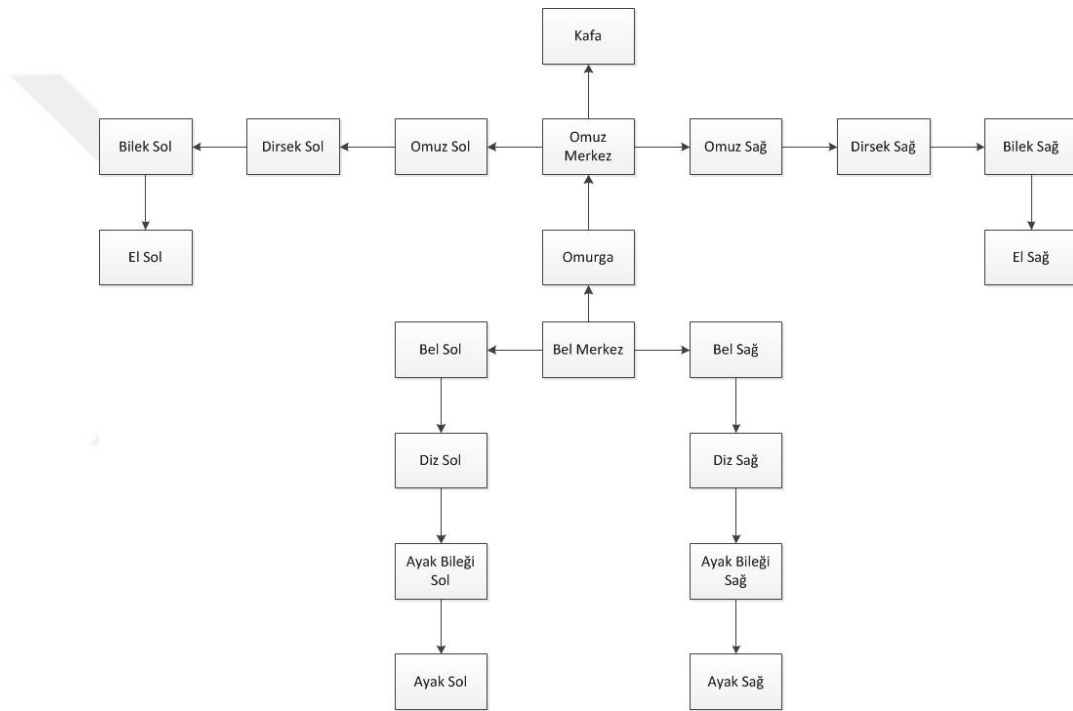 Kafa
Bilek Sol
Dirsek Sol
Omuz Sol
Omuz
Merkez
Omuz Sağ
Dirsek Sağ
Bilek Sağ
El Sol
Omurga
El Sağ
Bel Sol
Bel Merkez
Bel Sağ
Diz Sol
Diz Sağ
Ayak Bileği
Sol
Ayak Bileği
Sağ
Ayak Sol
Ayak Sağ